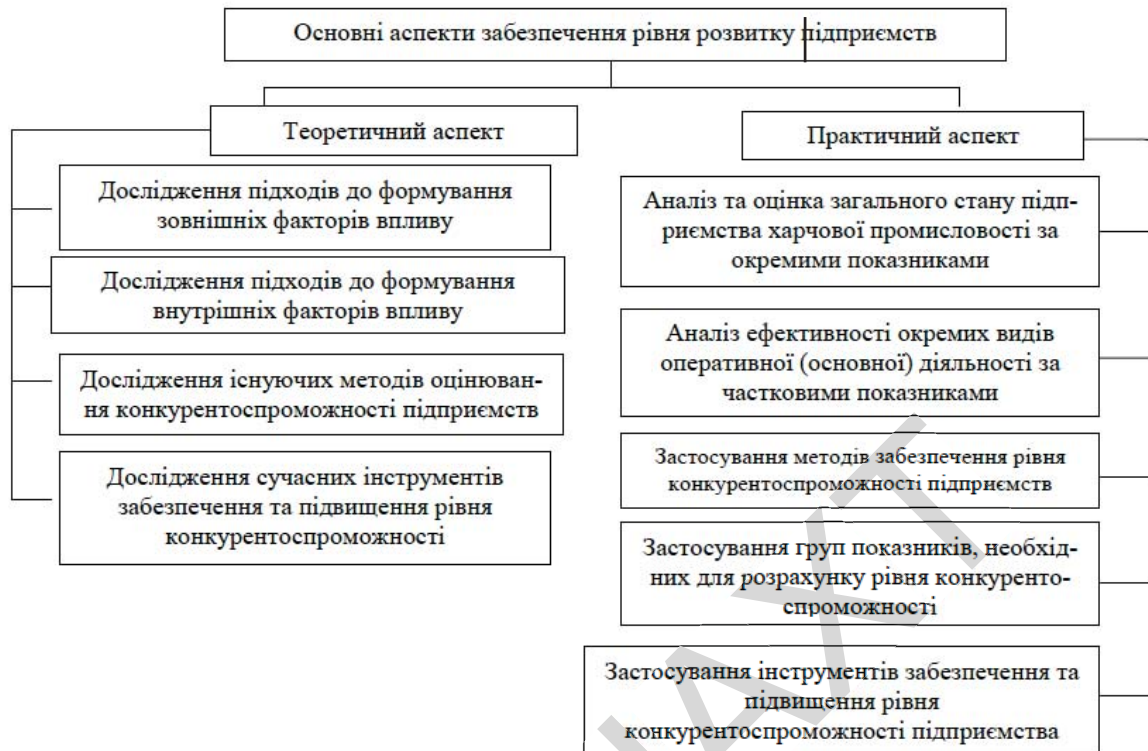 Основні аспекти забезпечення рівня розвитку підприємств
Теоретичний аспект
Дослідження підходів до формування
зовнішніх факторів впливу
Дослідження підходів до формування
внутрішніх факторів впливу
Дослідження існуючих методів оцінюван-
ня конкурентоспроможності підприємств
Дослідження сучасних інструментів
забезпечення та підвищення рівня
конкурентоспроможності
Практичний аспект
Аналіз та оцінка загального стану підп-
риємства харчової промисловості за
окремими показниками
Аналіз ефективності окремих видів
оперативної (основної) діяльності за
частковими показниками
Застосування методів забезпечення рівня
конкурентоспроможності підприємств
Застосування груп показників, необхід-
них для розрахунку рівня конкуренто-
спроможності
Застосування інструментів забезпечення та
підвищення рівня
конкурентоспроможності підприємства